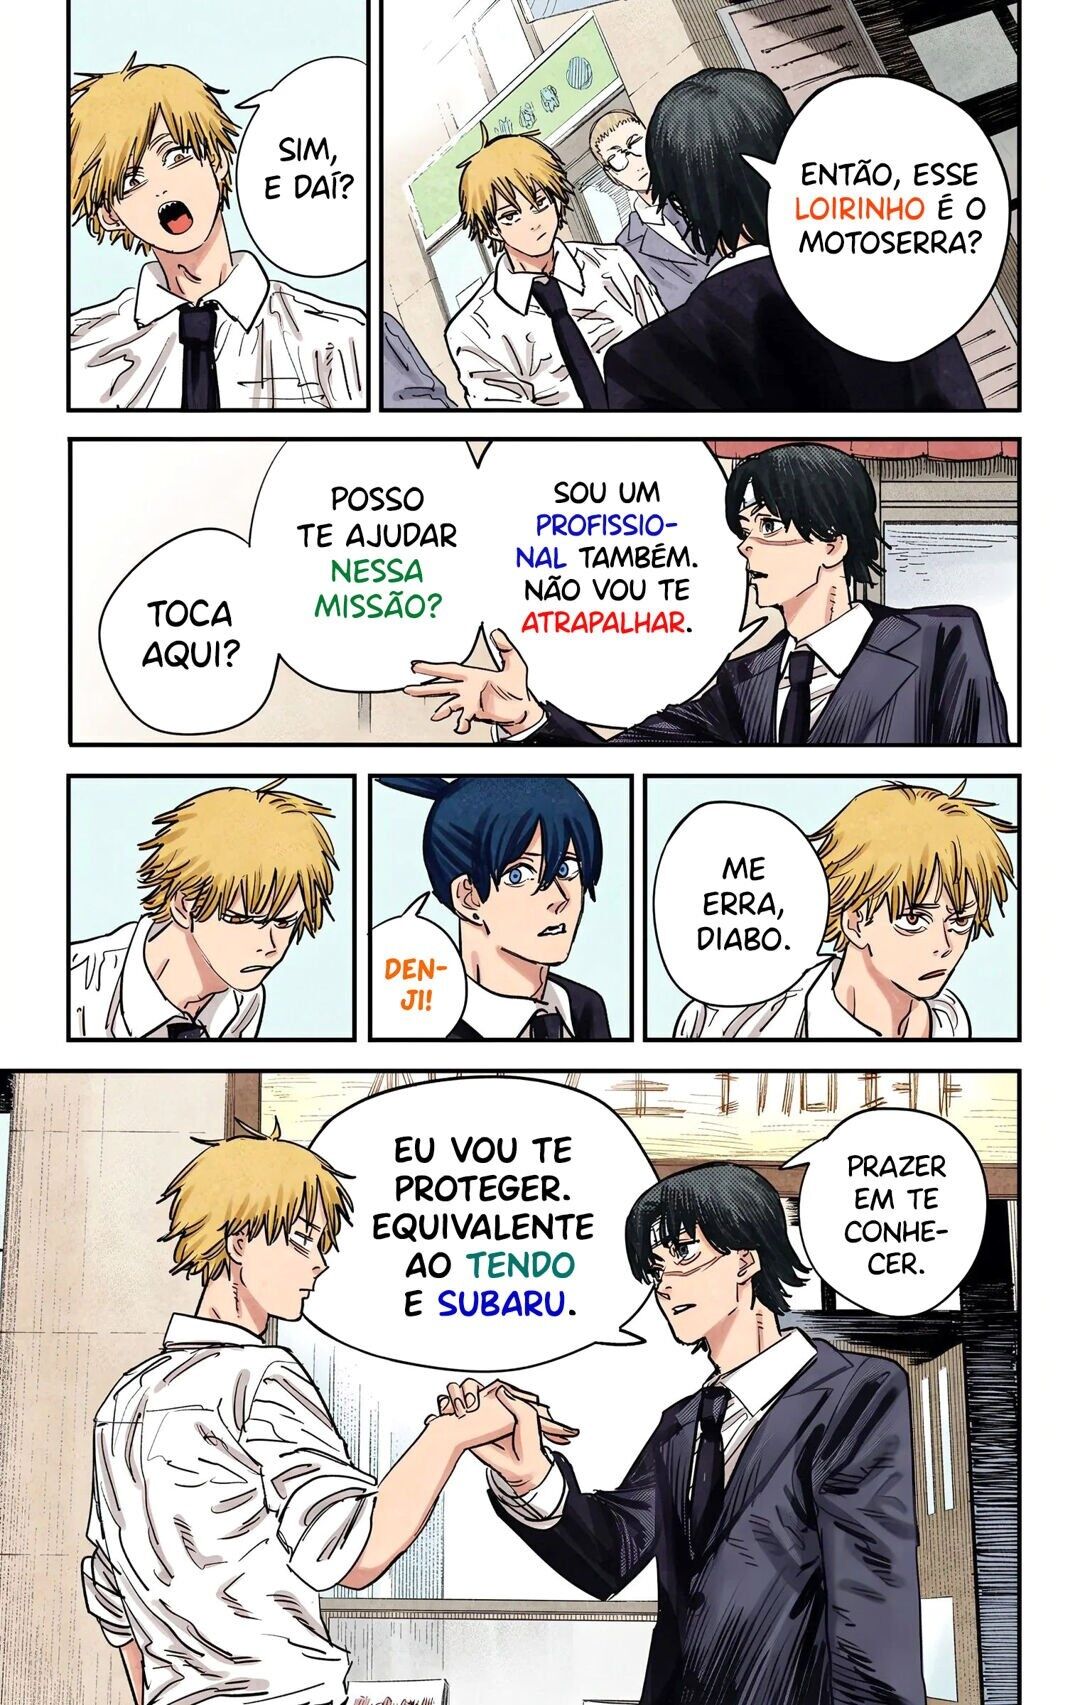 ENTÃO, ESSE
LOIRINHO É O
MOTOSERRA?
SIM,
E DAÍ?
SOU UM
PROFISSIO-
NAL TAMBÉM.
NÃO VOU TE
ATRAPALHAR.
POSSO
TE AJUDAR
NESSA
MISSÃO?
TOCA
AQUI?
ME
ERRA,
DIABO.
DEN-
JI!
PRAZER
EM TE
CONHE-
CER.
EU VOU TE
PROTEGER.
EQUIVALENTE
AO TENDO
E SUBARU.